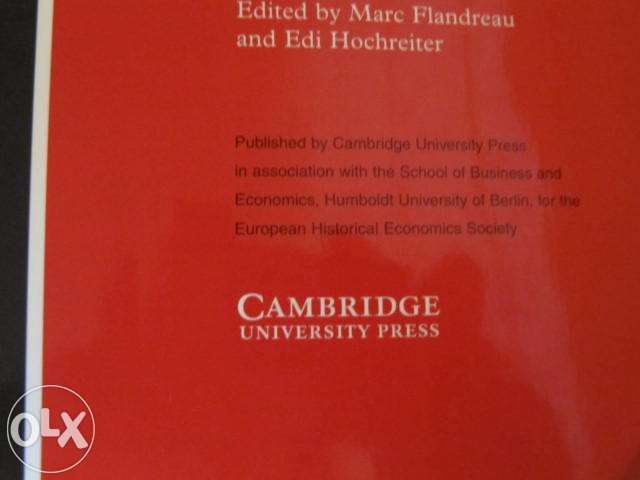 Edited by Marc Flandreau
and Edi Hochreiter
Published by Cambridge University Press
in association with the School of Business and
Economics, Humboldt University of Berlin, for the
European Historical Economics Society
CAMBRIDGE
UNIVERSITY PRESS
OLX